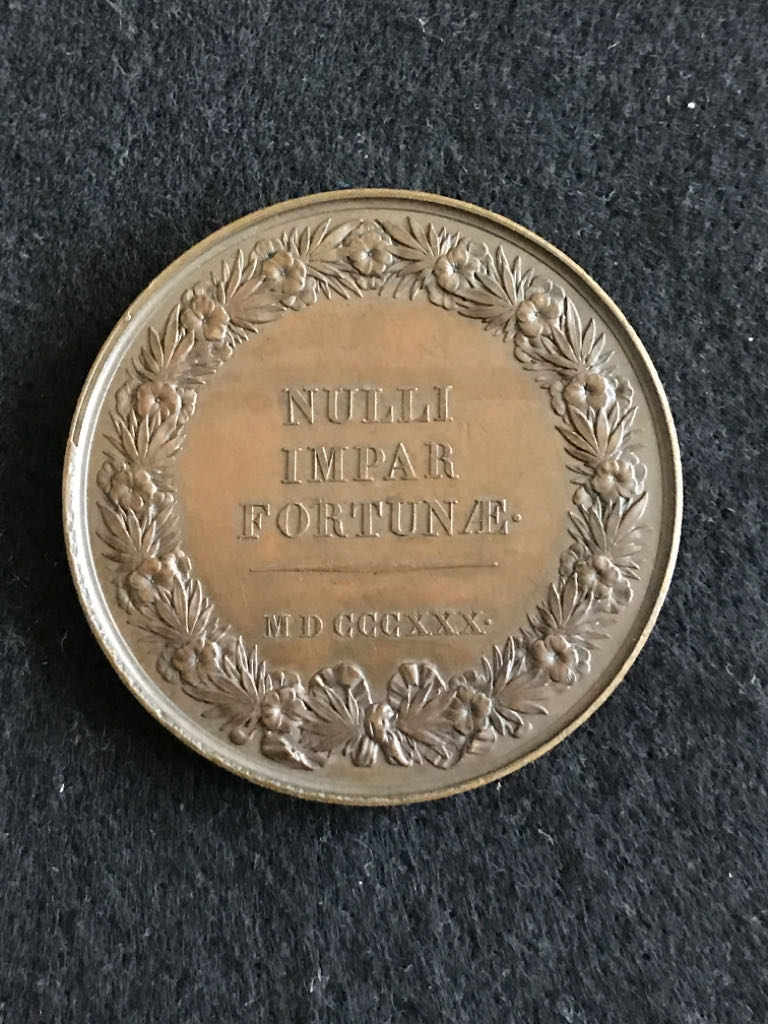 NULLI
IMPAR
FORTUNÆ·
MDCCCXXX·